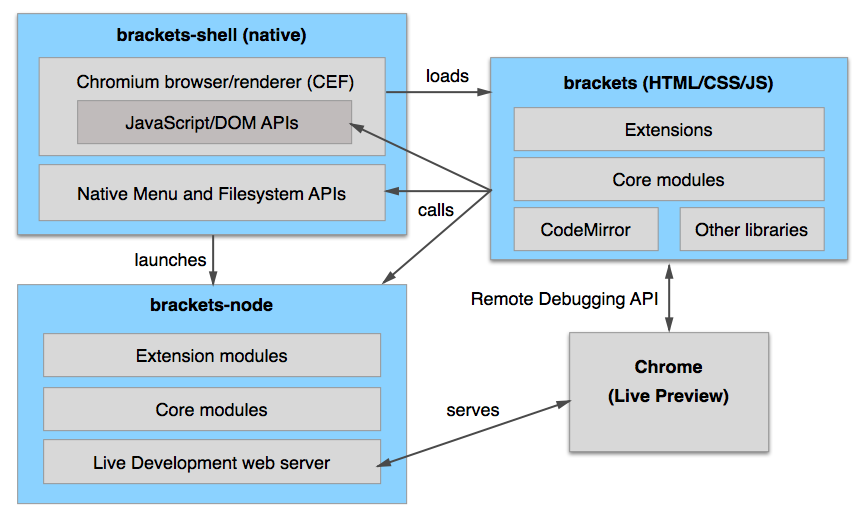 brackets-shell (native)
Chromium browser/renderer (CEF)
JavaScript/DOM APIs
Native Menu and Filesystem APIs
loads
brackets (HTML/CSS/JS)
Extensions
Core modules
CodeMirror
Other libraries
calls
launches
brackets-node
Extension modules
Core modules
Live Development web server
Remote Debugging API
Chrome
(Live Preview)
serves